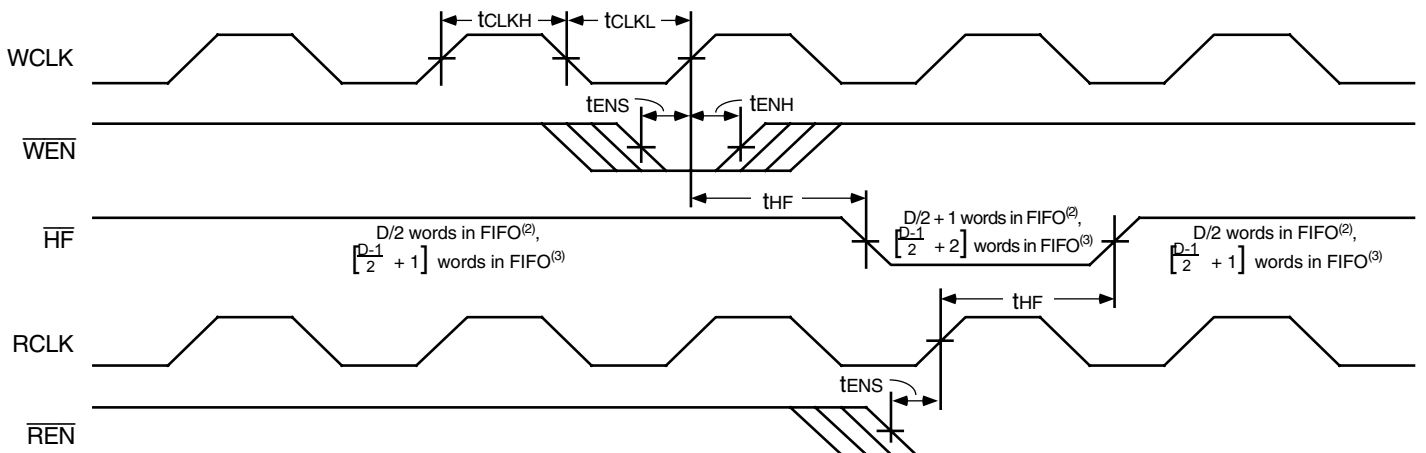 tCLKH
tCLKL
WCLK
tENS
tENH
WEN
tHF
HF
D/2 words in FIFO(2),
[D-1/2 + 1] words in FIFO(3)
D/2 + 1 words in FIFO(2),
[D-1/2 + 2] words in FIFO(3)
D/2 words in FIFO(2),
[D-1/2 + 1] words in FIFO(3)
tHF
RCLK
tENS
REN